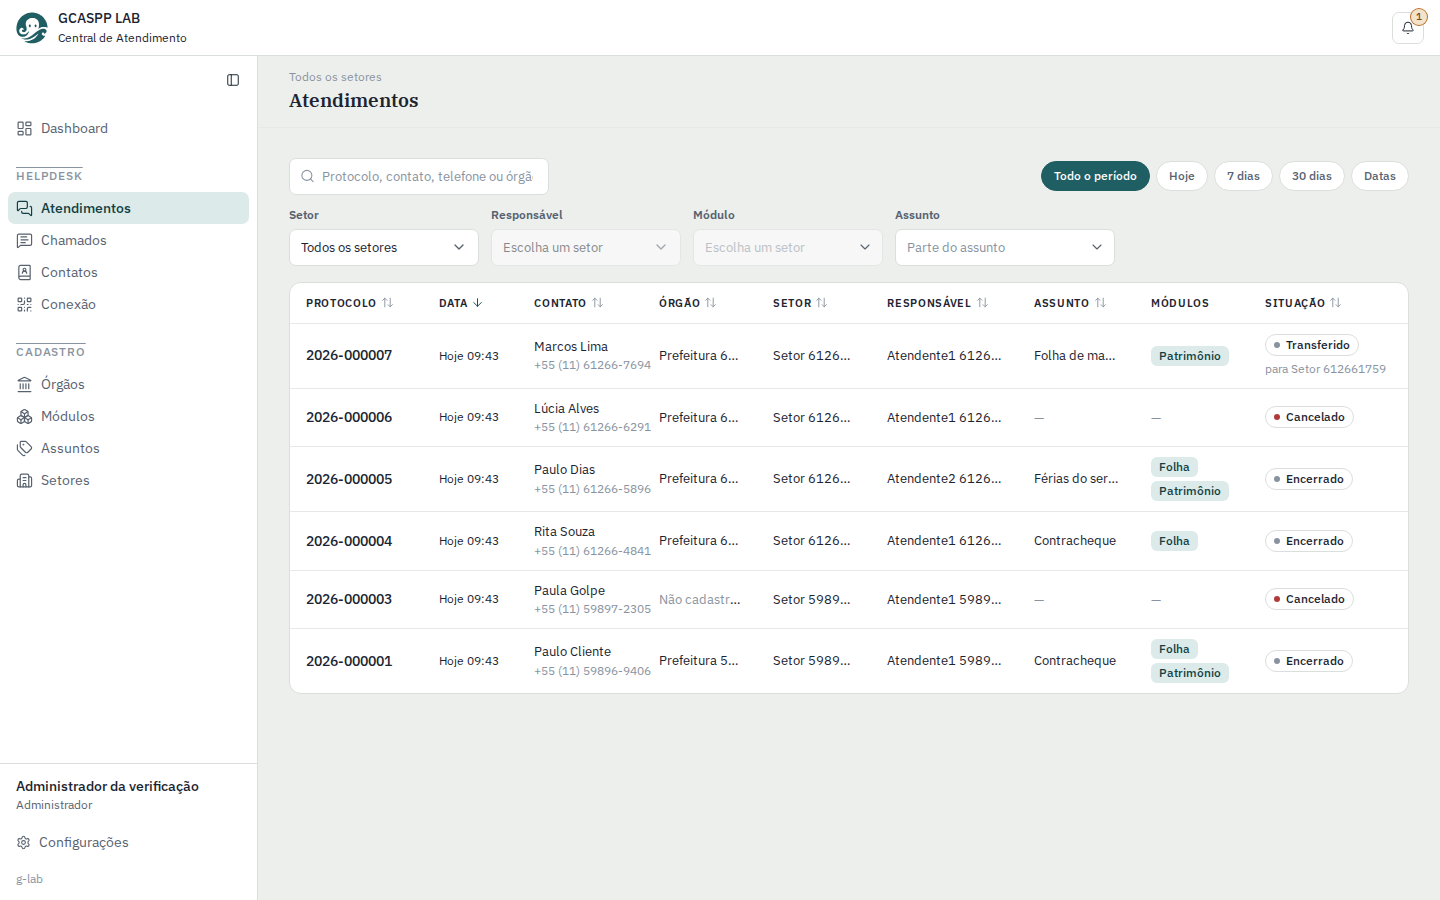 GCASPP LAB
Central de Atendimento
1
Todos os setores
Atendimentos
Dashboard
HELPDESK
Atendimentos
Chamados
Contatos
Conexão
CADASTRO
Órgãos
Módulos
Assuntos
Setores
Protocolo, contato, telefone ou órgã
Todo o período Hoje 7 dias 30 dias Datas
Setor Responsável Módulo Assunto
Todos os setores Escolha um setor Escolha um setor Parte do assunto
PROTOCOLO DATA CONTATO ÓRGÃO SETOR RESPONSÁVEL ASSUNTO MÓDULOS SITUAÇÃO
2026-000007 Hoje 09:43 Marcos Lima Prefeitura 6... Setor 6126... Atendente1 6126... Folha de ma... Patrimônio Transferido
+55 (11) 61266-7694 para Setor 612661759
2026-000006 Hoje 09:43 Lúcia Alves Prefeitura 6... Setor 6126... Atendente1 6126... — — Cancelado
+55 (11) 61266-6291
2026-000005 Hoje 09:43 Paulo Dias Prefeitura 6... Setor 6126... Atendente2 6126... Férias do ser... Folha Encerrado
+55 (11) 61266-5896 Patrimônio
2026-000004 Hoje 09:43 Rita Souza Prefeitura 6... Setor 6126... Atendente1 6126... Contracheque Folha Encerrado
+55 (11) 61266-4841
2026-000003 Hoje 09:43 Paula Golpe Não cadastr... Setor 5989... Atendente1 5989... — — Cancelado
+55 (11) 59897-2305
2026-000001 Hoje 09:43 Paulo Cliente Prefeitura 5... Setor 5989... Atendente1 5989... Contracheque Folha Encerrado
+55 (11) 59896-9406 Patrimônio
Administrador da verificação
Administrador
Configurações
g-lab